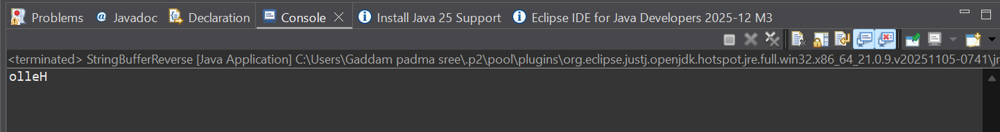 Problems @ Javadoc Declaration Console Install Java 25 Support Eclipse IDE for Java Developers 2025-12 M3
<terminated> StringBufferReverse [Java Application] C:\Users\Gaddam padma sree\.p2\pool\plugins\org.eclipse.justj.openjdk.hotspot.jre.full.win32.x86_64_21.0.9.v20251105-0741\jr
olleH